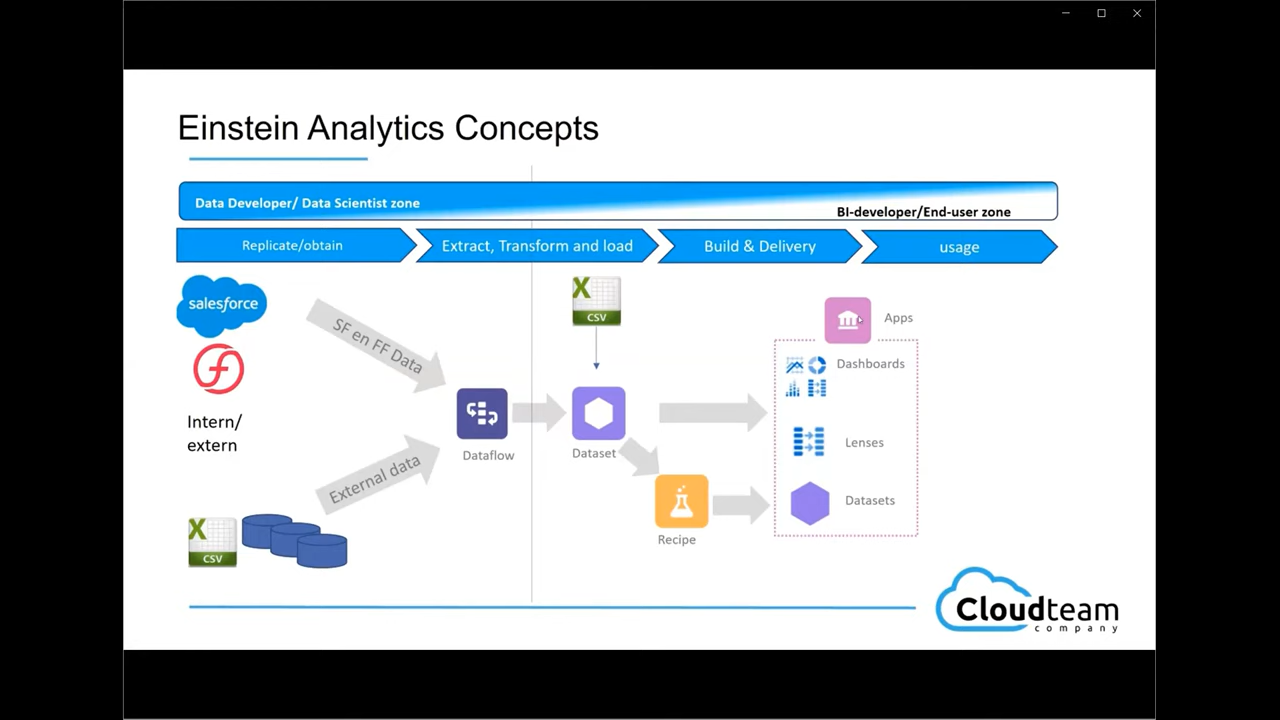 Einstein Analytics Concepts
Data Developer/ Data Scientist zone
BI-developer/End-user zone
Replicate/obtain
Extract, Transform and load
Build & Delivery
usage
salesforce
SF en FF Data
X
CSV
Apps
Dashboards
Intern/
extern
Dataflow
Dataset
Lenses
External data
Datasets
Recipe
X
CSV
Cloudteam
company